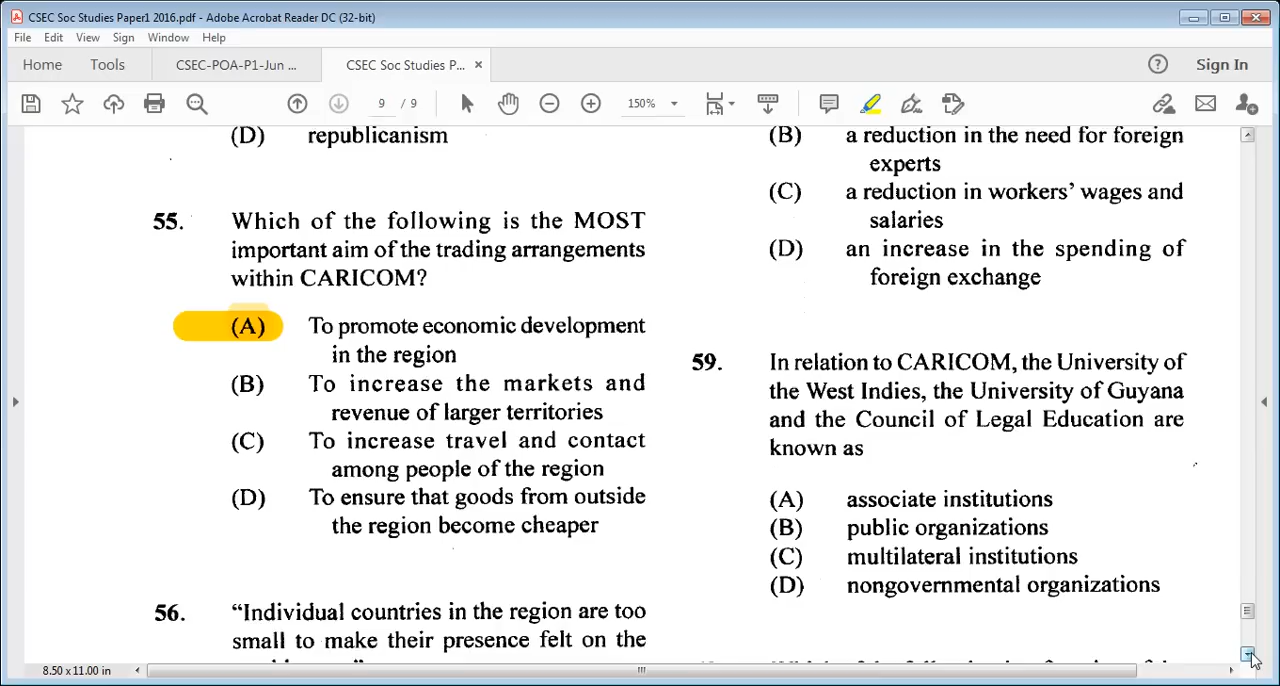 CSEC Soc Studies Paper1 2016.pdf - Adobe Acrobat Reader DC (32-bit)
File Edit View Sign Window Help
Home Tools CSEC-POA-P1-Jun ... CSEC Soc Studies P... × ? Sign In
9 / 9 150%
(D) republicanism
55. Which of the following is the MOST
important aim of the trading arrangements
within CARICOM?
(A) To promote economic development
in the region
(B) To increase the markets and
revenue of larger territories
(C) To increase travel and contact
among people of the region
(D) To ensure that goods from outside
the region become cheaper
56. “Individual countries in the region are too
small to make their presence felt on the
(B) a reduction in the need for foreign
experts
(C) a reduction in workers’ wages and
salaries
(D) an increase in the spending of
foreign exchange
59. In relation to CARICOM, the University of
the West Indies, the University of Guyana
and the Council of Legal Education are
known as
(A) associate institutions
(B) public organizations
(C) multilateral institutions
(D) nongovernmental organizations
8.50 x 11.00 in